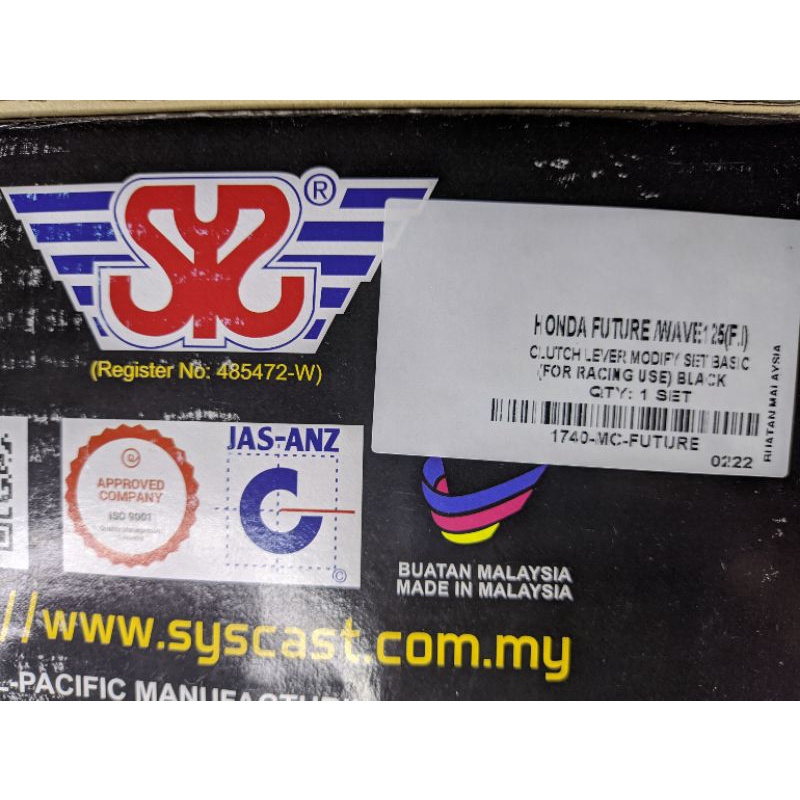 SYS
®
(Register No: 485472-W)
HONDA FUTURE /WAVE125(F.I)
CLUTCH LEVER MODIFY SET BASIC
(FOR RACING USE) BLACK
QTY: 1 SET
1740-MC-FUTURE
0222
BUATAN MALAYSIA
APPROVED
COMPANY
ISO 9001
JAS-ANZ
©
BUATAN MALAYSIA
MADE IN MALAYSIA
//www.syscast.com.my
L-PACIFIC MANUFACTURI